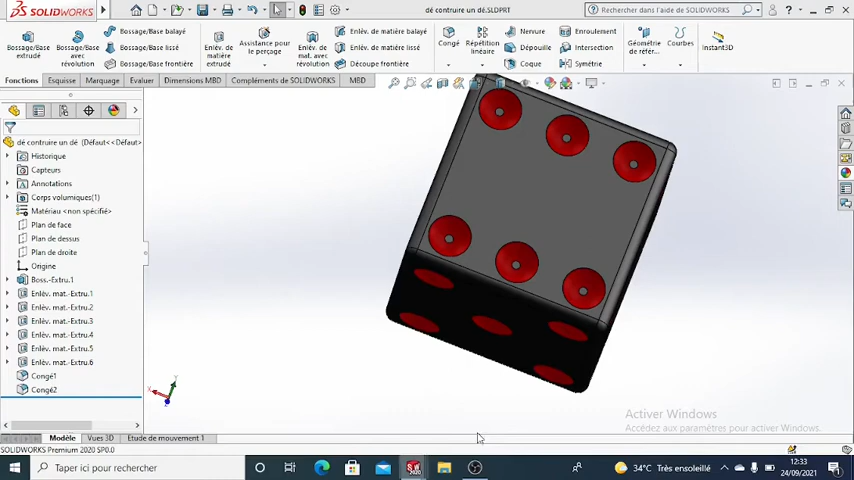 SOLIDWORKS
dé contruire un dé.SLDPRT
Rechercher dans l'aide de SOLIDWORKS
Bossage/Base extrudé
Bossage/Base avec révolution
Bossage/Base balayé
Bossage/Base lissé
Bossage/Base frontière
Enlèv. de matière extrudé
Assistance pour le perçage
Enlèv. de mat. avec révolution
Enlèv. de matière balayé
Enlèv. de matière lissé
Découpe frontière
Congé
Répétition linéaire
Nervure
Dépouille
Coque
Enroulement
Intersection
Symétrie
Géométrie de référ...
Courbes
Instant3D
Fonctions
Esquisse
Marquage
Evaluer
Dimensions MBD
Compléments de SOLIDWORKS
MBD
dé contruire un dé (Défaut<<Défaut>
Historique
Capteurs
Annotations
Corps volumiques(1)
Matériau <non spécifié>
Plan de face
Plan de dessus
Plan de droite
Origine
Boss.-Extru.1
Enlèv. mat.-Extru.1
Enlèv. mat.-Extru.2
Enlèv. mat.-Extru.3
Enlèv. mat.-Extru.4
Enlèv. mat.-Extru.5
Enlèv. mat.-Extru.6
Congé1
Congé2
Activer Windows
Accédez aux paramètres pour activer Windows.
Modèle
Vues 3D
Etude de mouvement 1
SOLIDWORKS Premium 2020 SP0.0
Taper ici pour rechercher
34°C Très ensoleillé
12:33
24/09/2021